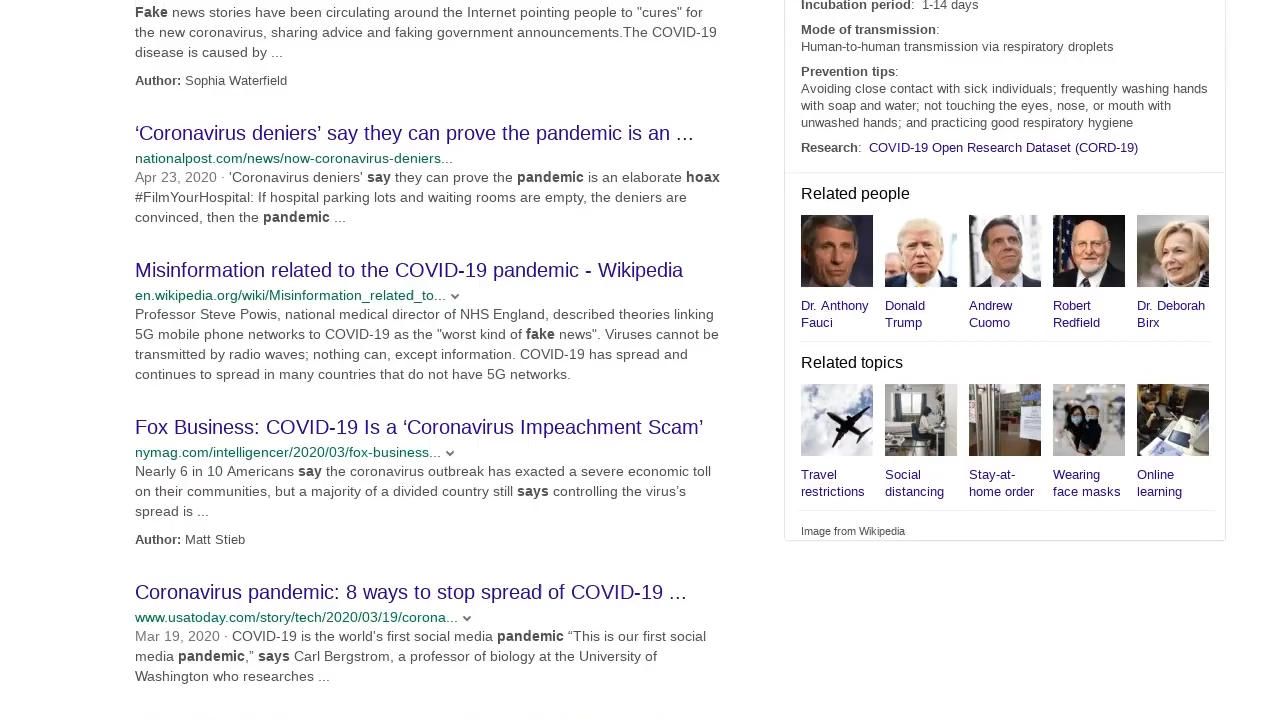 Fake news stories have been circulating around the Internet pointing people to "cures" for
the new coronavirus, sharing advice and faking government announcements.The COVID-19
disease is caused by ...
Author: Sophia Waterfield
‘Coronavirus deniers’ say they can prove the pandemic is an ...
nationalpost.com/news/now-coronavirus-deniers...
Apr 23, 2020 · 'Coronavirus deniers' say they can prove the pandemic is an elaborate hoax
#FilmYourHospital: If hospital parking lots and waiting rooms are empty, the deniers are
convinced, then the pandemic ...
Misinformation related to the COVID-19 pandemic - Wikipedia
en.wikipedia.org/wiki/Misinformation_related_to...
Professor Steve Powis, national medical director of NHS England, described theories linking
5G mobile phone networks to COVID-19 as the "worst kind of fake news". Viruses cannot be
transmitted by radio waves; nothing can, except information. COVID-19 has spread and
continues to spread in many countries that do not have 5G networks.
Fox Business: COVID-19 Is a ‘Coronavirus Impeachment Scam’
nymag.com/intelligencer/2020/03/fox-business...
Nearly 6 in 10 Americans say the coronavirus outbreak has exacted a severe economic toll
on their communities, but a majority of a divided country still says controlling the virus’s
spread is ...
Author: Matt Stieb
Coronavirus pandemic: 8 ways to stop spread of COVID-19 ...
www.usatoday.com/story/tech/2020/03/19/corona...
Mar 19, 2020 · COVID-19 is the world’s first social media pandemic “This is our first social
media pandemic,” says Carl Bergstrom, a professor of biology at the University of
Washington who researches ...
Incubation period: 1-14 days
Mode of transmission:
Human-to-human transmission via respiratory droplets
Prevention tips:
Avoiding close contact with sick individuals; frequently washing hands
with soap and water; not touching the eyes, nose, or mouth with
unwashed hands; and practicing good respiratory hygiene
Research: COVID-19 Open Research Dataset (CORD-19)
Related people
Dr. Anthony
Fauci
Donald
Trump
Andrew
Cuomo
Robert
Redfield
Dr. Deborah
Birx
Related topics
Travel
restrictions
Social
distancing
Stay-at-
home order
Wearing
face masks
Online
learning
Image from Wikipedia